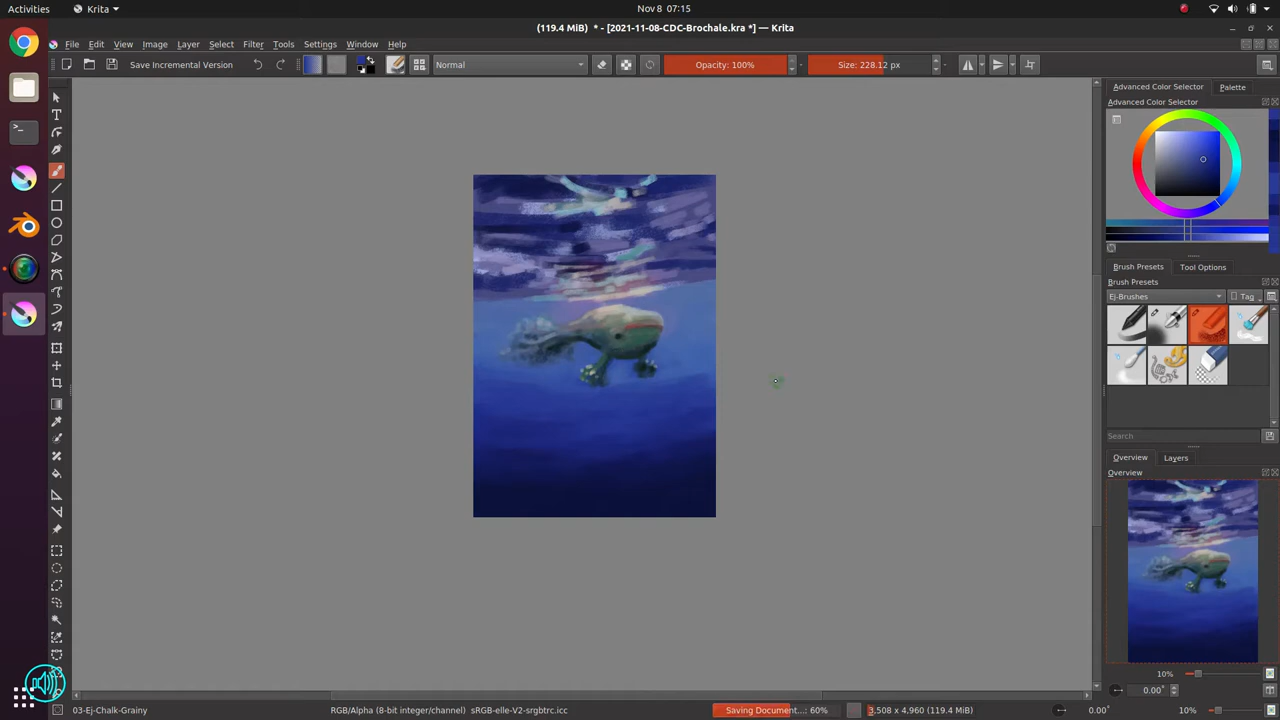 Activities Krita Nov 8 07:15
(119.4 MiB) * - [2021-11-08-CDC-Brochale.kra *] — Krita
File Edit View Image Layer Select Filter Tools Settings Window Help
Save Incremental Version Normal Opacity: 100% Size: 228.12 px
Advanced Color Selector Palette
Advanced Color Selector
Brush Presets Tool Options
Brush Presets
Ej-Brushes Tag
Search
Overview Layers
Overview
10%
0.00°
03-Ej-Chalk-Grainy RGB/Alpha (8-bit integer/channel) sRGB-elle-V2-srgbtrc.icc Saving Document...: 60% 3,508 x 4,960 (119.4 MiB) 0.00° 10%